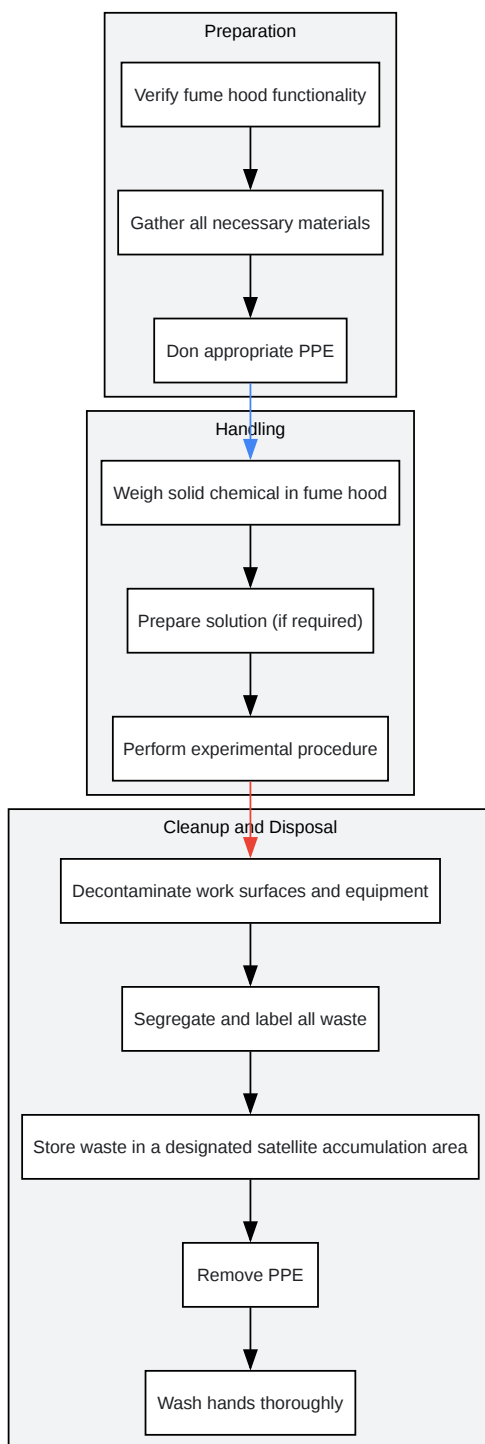 Preparation
Verify fume hood functionality
Gather all necessary materials
Don appropriate PPE
Handling
Weigh solid chemical in fume hood
Prepare solution (if required)
Perform experimental procedure
Cleanup and Disposal
Decontaminate work surfaces and equipment
Segregate and label all waste
Store waste in a designated satellite accumulation area
Remove PPE
Wash hands thoroughly